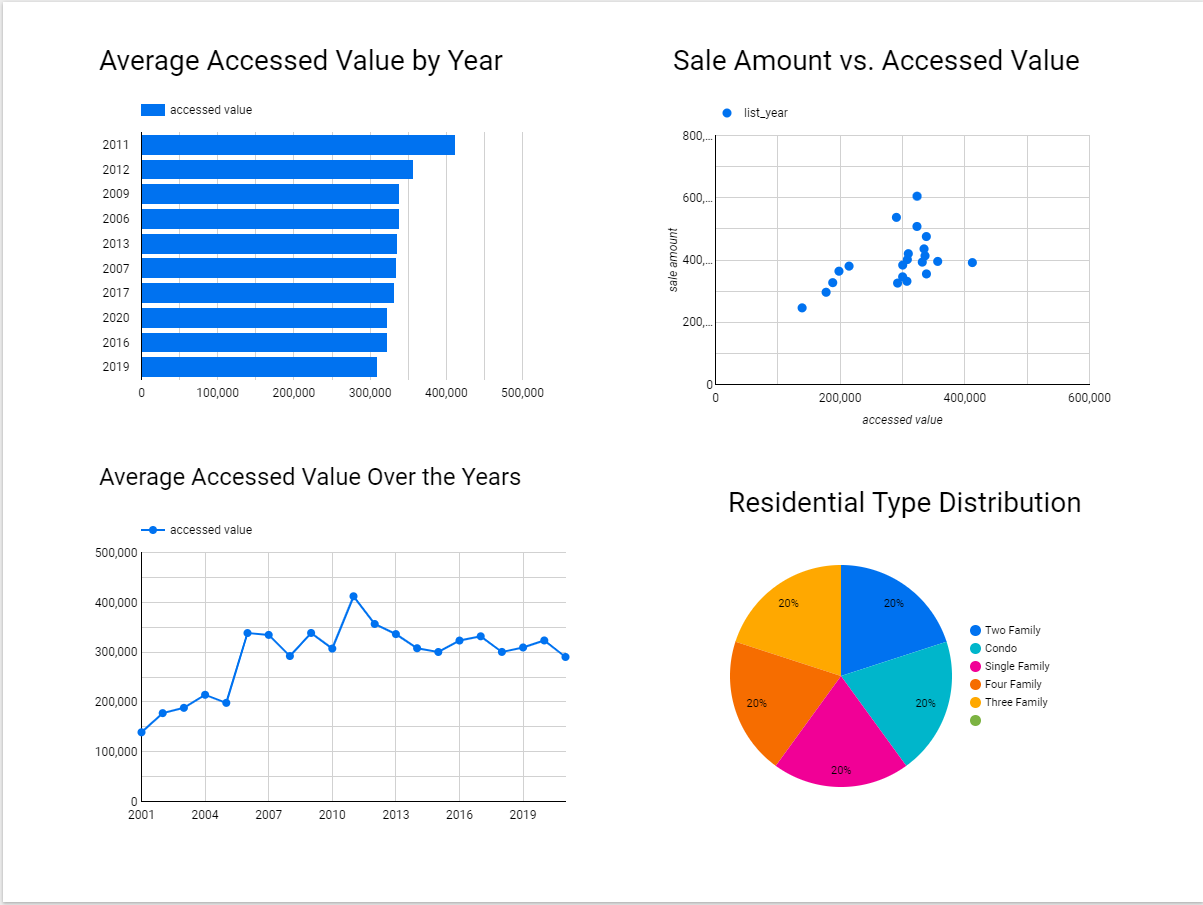 Average Accessed Value by Year
accessed value
2011
2012
2009
2006
2013
2007
2017
2020
2016
2019
0 100,000 200,000 300,000 400,000 500,000
Sale Amount vs. Accessed Value
list_year
800,...
600,...
400,...
200,...
0
sale amount
0 200,000 400,000 600,000
accessed value
Average Accessed Value Over the Years
accessed value
500,000
400,000
300,000
200,000
100,000
0
2001 2004 2007 2010 2013 2016 2019
Residential Type Distribution
20% 20%
20% 20%
20%
Two Family
Condo
Single Family
Four Family
Three Family